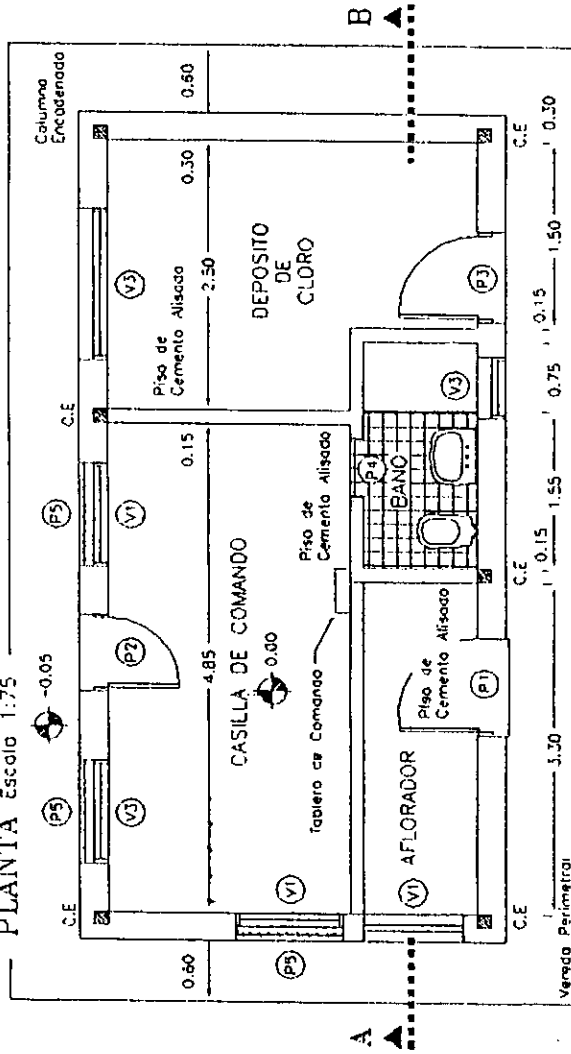 PLANTA Escala 1:75
-0.05
Columna
Encadenado
C.E
P5
P5
C.E
V3
P2
V1
V3
0.60
4.85
0.15
2.50
0.30
0.60
Piso de
Cemento Alisado
CASILLA DE COMANDO
0.00
DEPOSITO
DE
CLORO
Tablero de Comando
Piso de
Cemento Alisado
P5
V1
P4
BAÑO
V3
V1
AFLORADOR
Piso de
Cemento Alisado
P1
P3
A
B
C.E
C.E
C.E
3.30
0.15
1.55
0.75
0.15
1.50
0.30
Vereda Perimetral